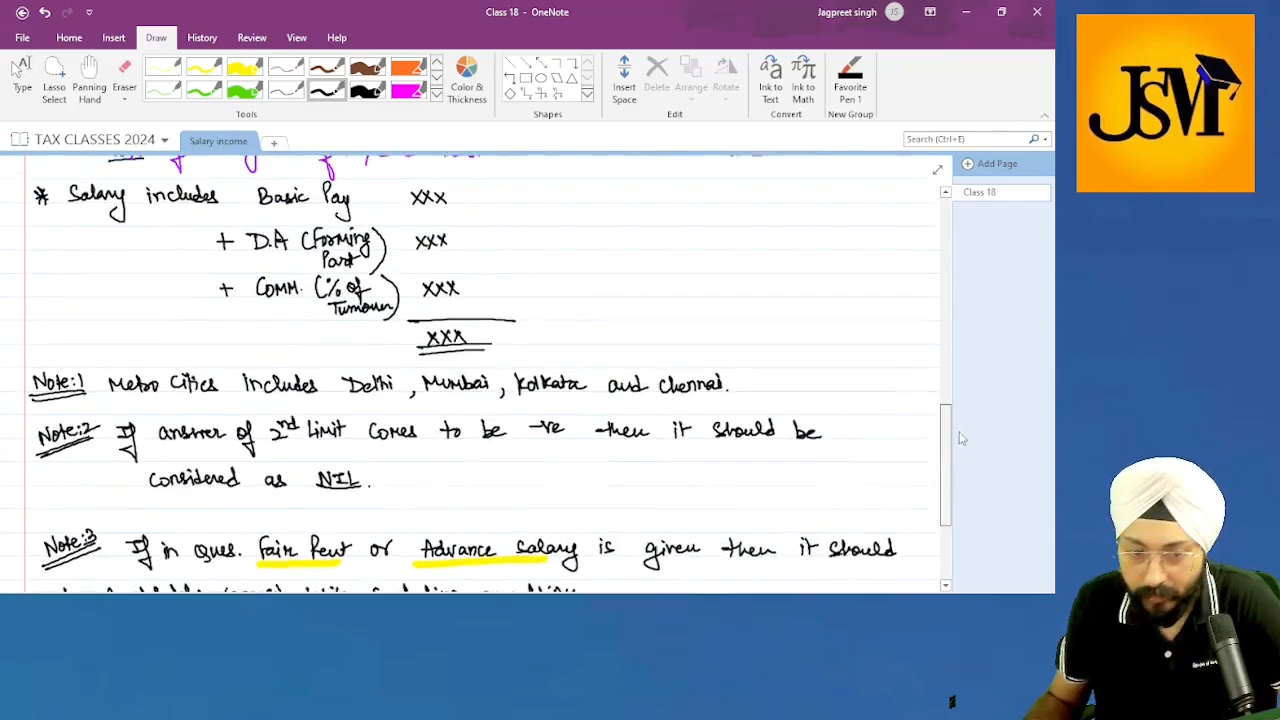 Class 18 - OneNote
Jagpreet singh JS
File Home Insert Draw History Review View Help
Type Lasso Select Panning Hand Eraser
Color & Thickness
Insert Space Delete Arrange Rotate
Ink to Text Ink to Math
Favorite Pen 1
Tools Shapes Edit Convert New Group
TAX CLASSES 2024 Salary income +
Search (Ctrl+E)
Add Page
Class 18
* Salary includes Basic Pay xxx
+ D.A (Forming Part) xxx
+ COMM. (% of Turnover) xxx
xxx
Note:1 Metro Cities includes Delhi, Mumbai, Kolkata and Chennai.
Note:2 If answer of 2nd limit comes to be -ve then it should be
considered as NIL.
Note:3 If in Ques. Fair Rent or Advance Salary is given then it should
JSM